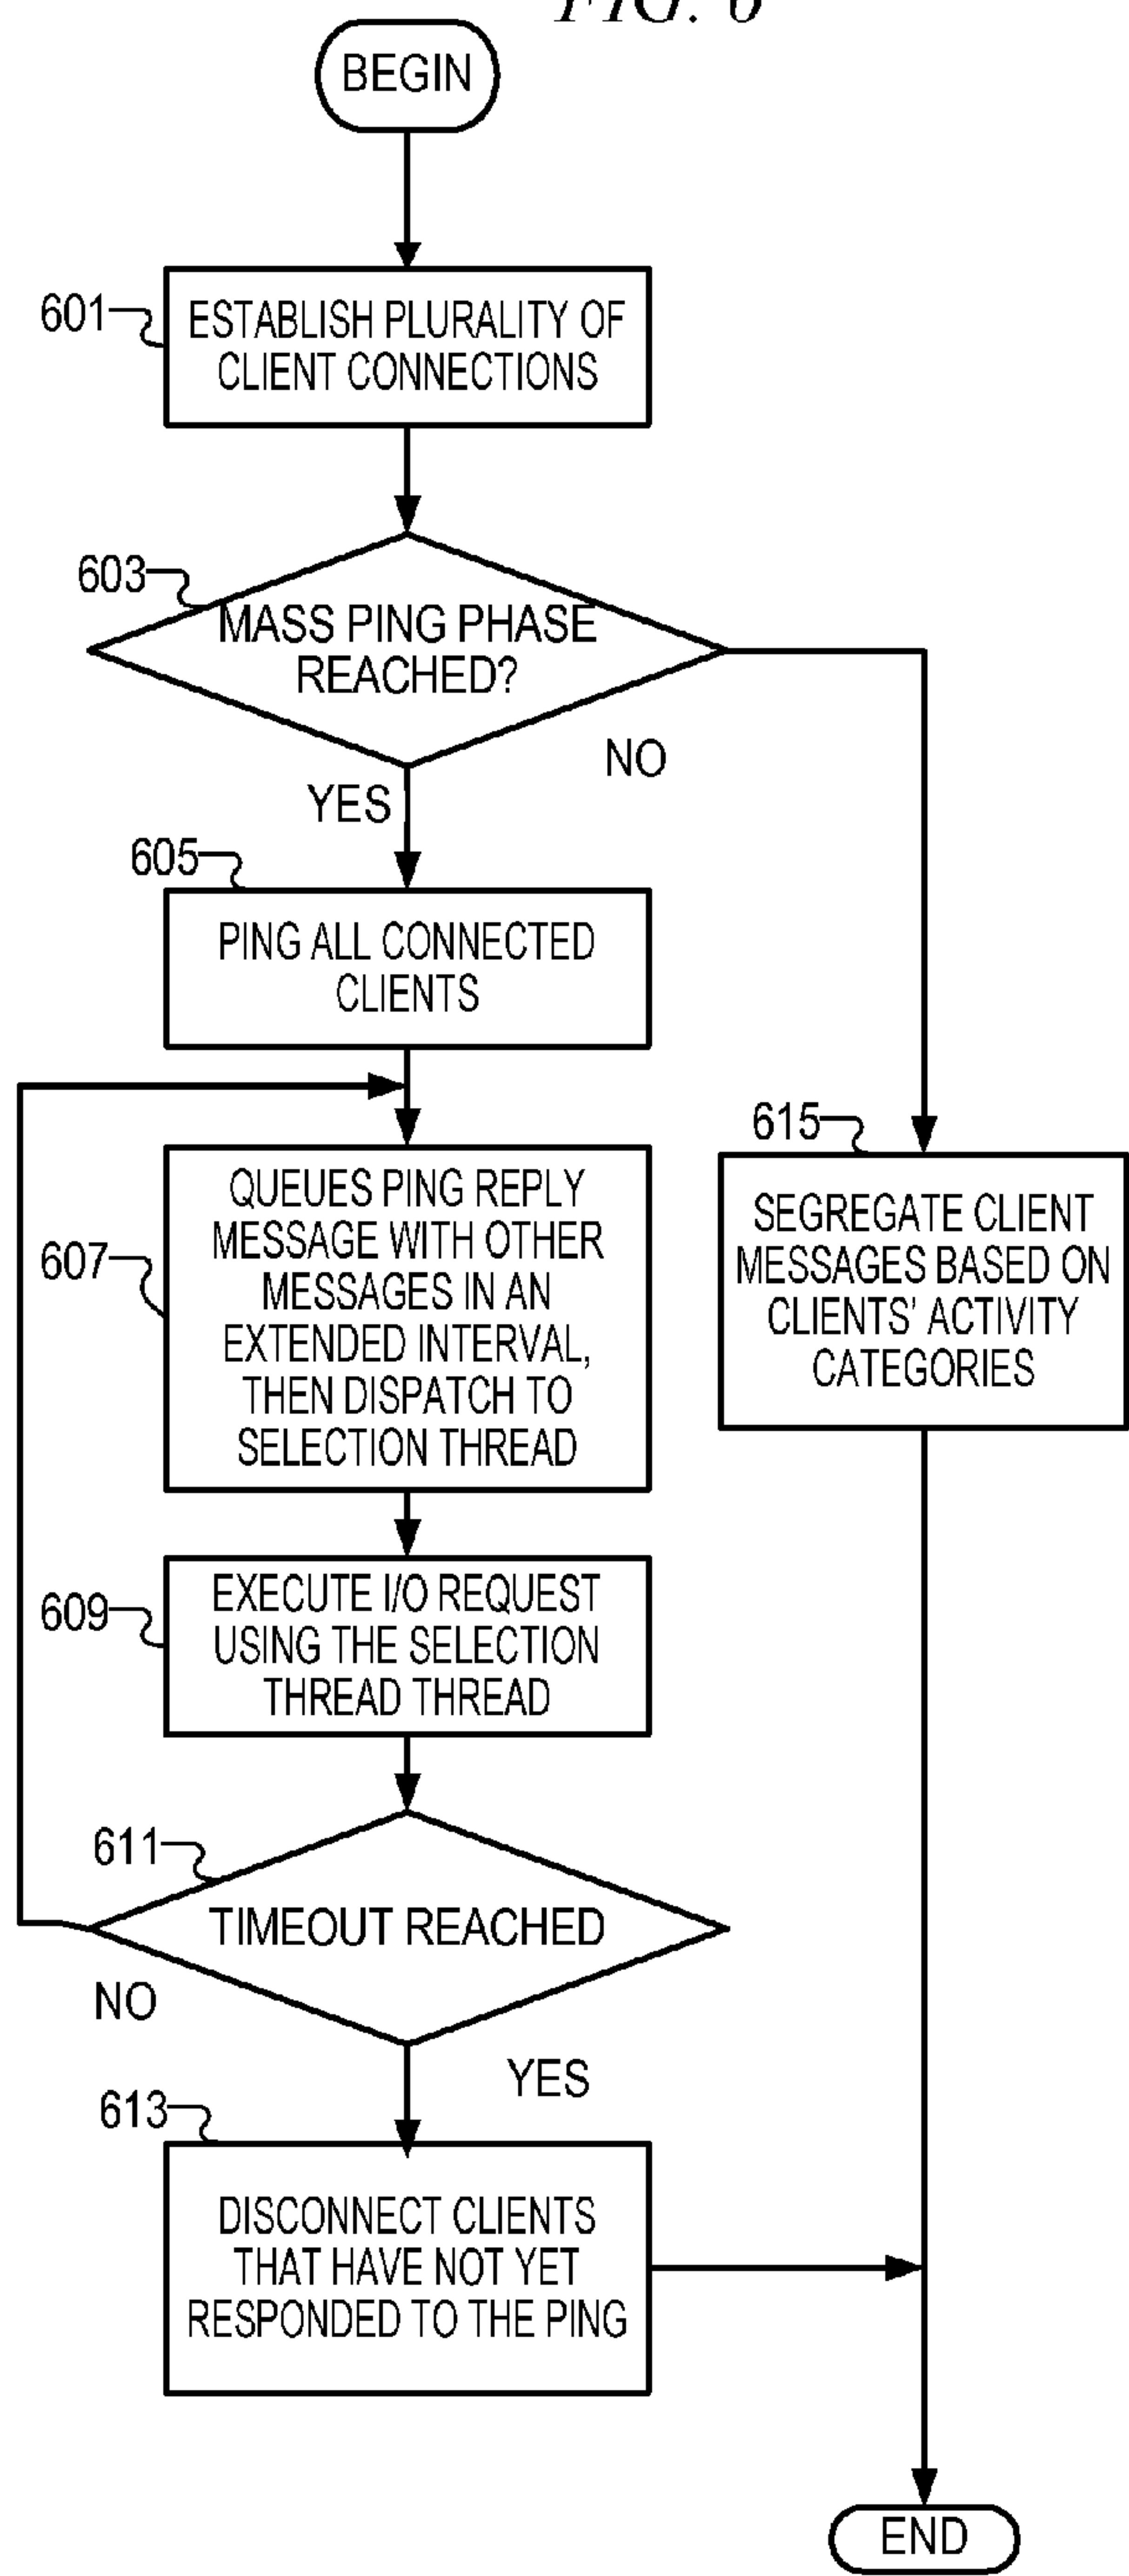 FIG. 6
BEGIN
601
ESTABLISH PLURALITY OF
CLIENT CONNECTIONS
603
MASS PING PHASE
REACHED?
NO
YES
605
PING ALL CONNECTED
CLIENTS
607
QUEUES PING REPLY
MESSAGE WITH OTHER
MESSAGES IN AN
EXTENDED INTERVAL,
THEN DISPATCH TO
SELECTION THREAD
615
SEGREGATE CLIENT
MESSAGES BASED ON
CLIENTS' ACTIVITY
CATEGORIES
609
EXECUTE I/O REQUEST
USING THE SELECTION
THREAD THREAD
611
TIMEOUT REACHED
NO
YES
613
DISCONNECT CLIENTS
THAT HAVE NOT YET
RESPONDED TO THE PING
END